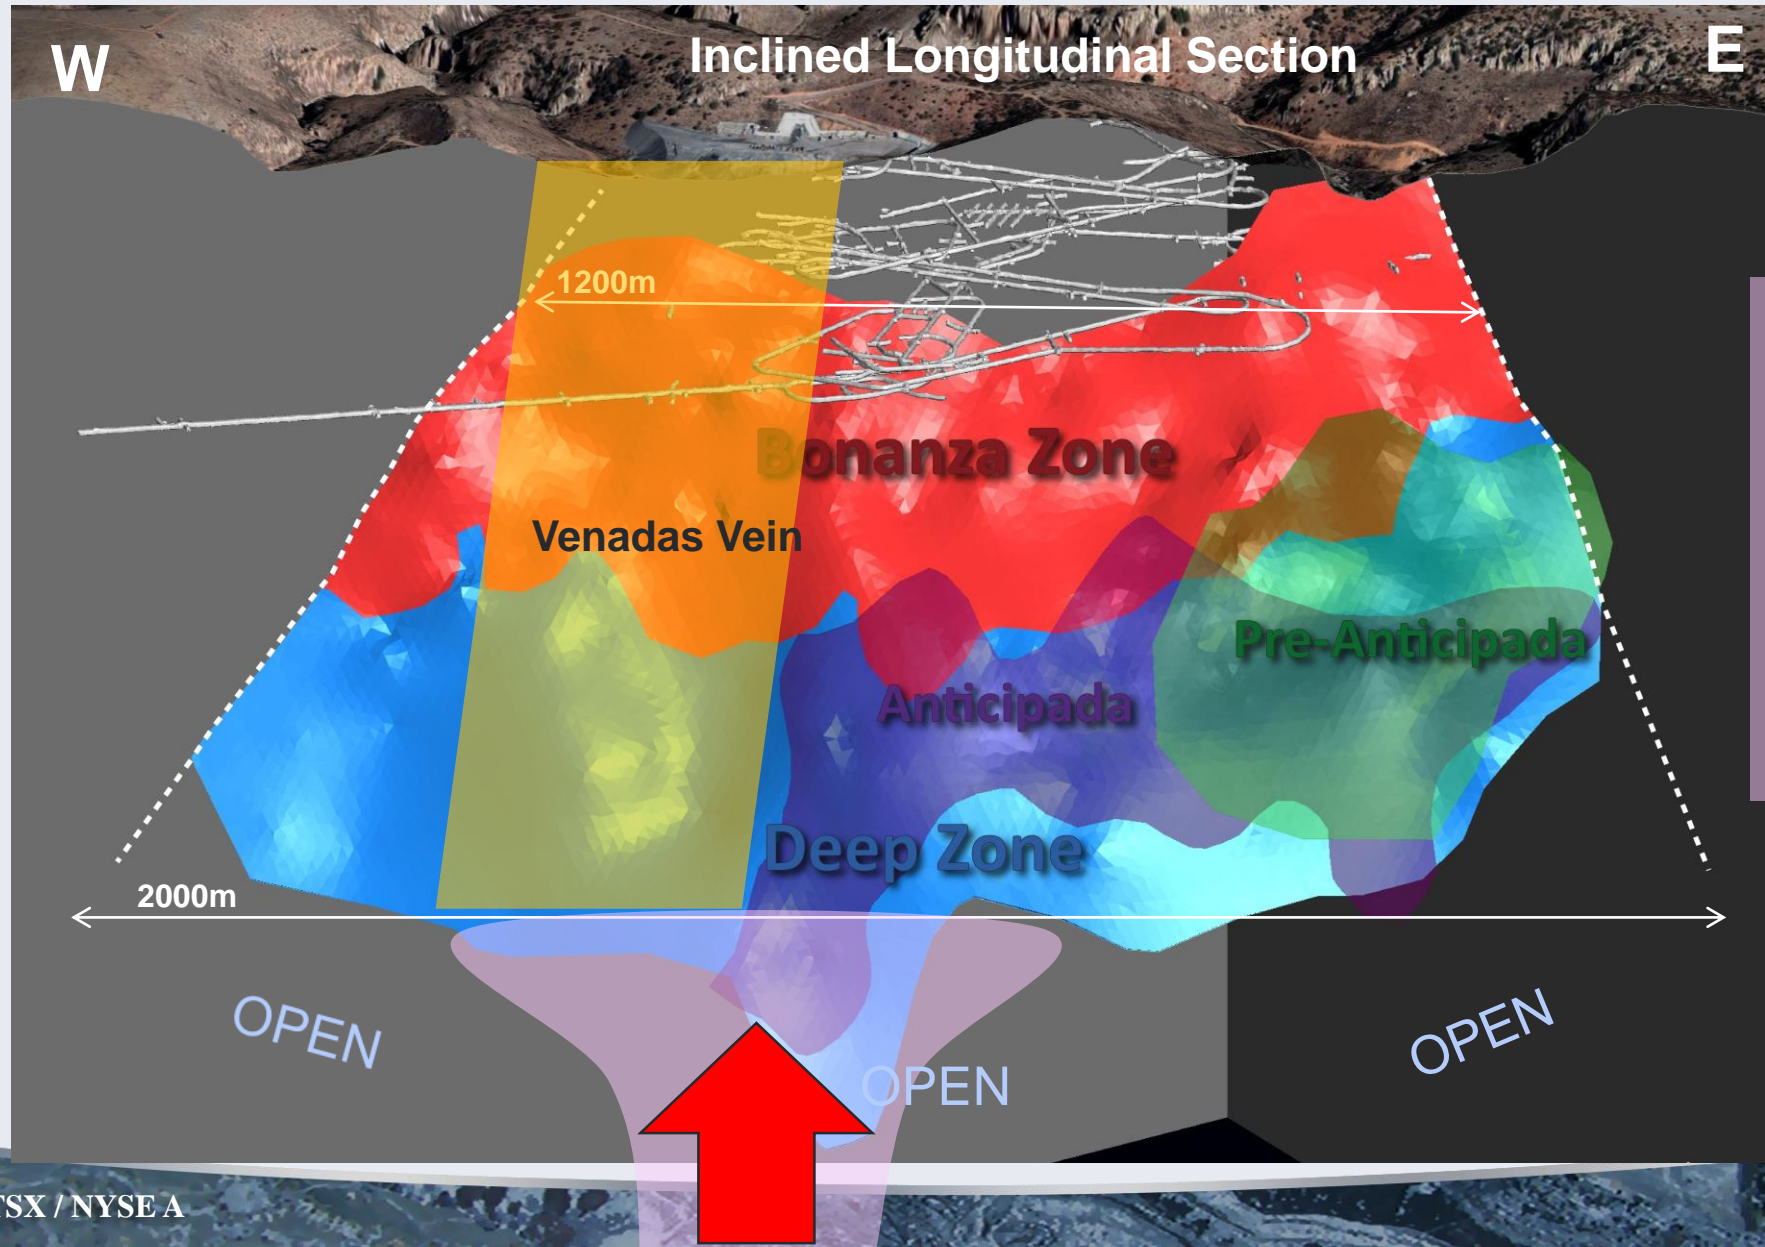 W
Inclined Longitudinal Section
E
1200m
Bonanza Zone
Venadas Vein
Pre-Anticipada
Anticipada
Deep Zone
2000m
OPEN
OPEN
OPEN
TSX / NYSE A